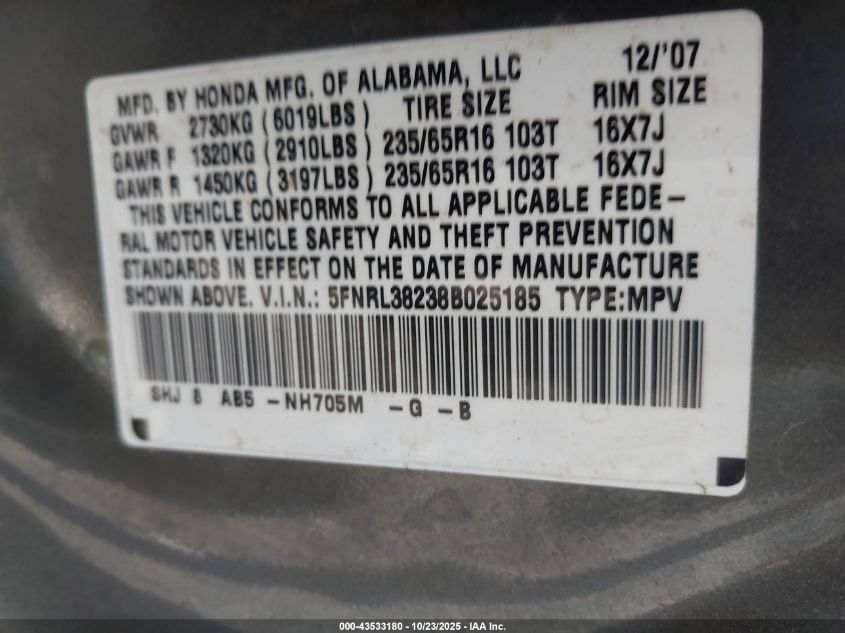 MFD. BY HONDA MFG. OF ALABAMA, LLC 12/'07
GVWR 2730KG (6019LBS) TIRE SIZE RIM SIZE
GAWR F 1320KG (2910LBS) 235/65R16 103T 16X7J
GAWR R 1450KG (3197LBS) 235/65R16 103T 16X7J
THIS VEHICLE CONFORMS TO ALL APPLICABLE FEDE-
RAL MOTOR VEHICLE SAFETY AND THEFT PREVENTION
STANDARDS IN EFFECT ON THE DATE OF MANUFACTURE
SHOWN ABOVE. V.I.N.: 5FNRL38238B025185 TYPE:MPV
SHJ 8 AB5 -NH705M -G -B
000-43533180 - 10/23/2025 - IAA Inc.